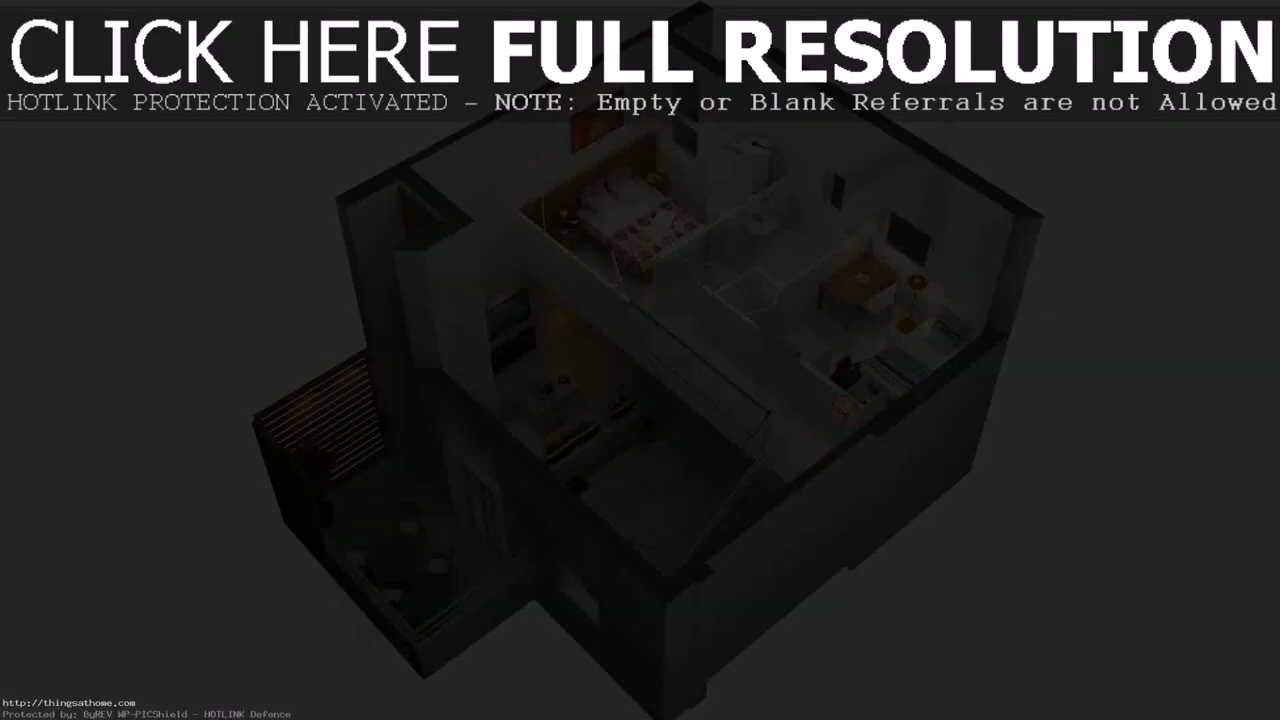 CLICK HERE FULL RESOLUTION
HOTLINK PROTECTION ACTIVATED – NOTE: Empty or Blank Referrals are not Allowed
http://thingsathome.com
Protected by: ByREV WP-PICShield – HOTLINK Defence